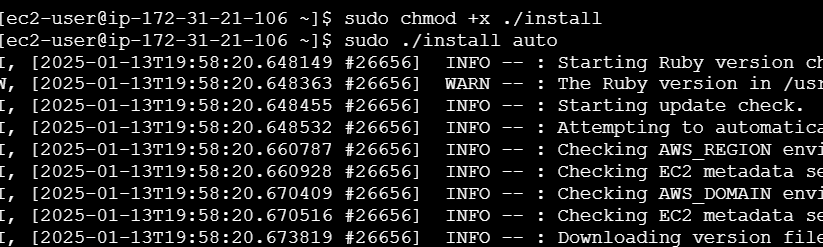 [ec2-user@ip-172-31-21-106 ~]$ sudo chmod +x ./install
[ec2-user@ip-172-31-21-106 ~]$ sudo ./install auto
I, [2025-01-13T19:58:20.648149 #26656]  INFO -- : Starting Ruby version ch
W, [2025-01-13T19:58:20.648363 #26656]  WARN -- : The Ruby version in /usr
I, [2025-01-13T19:58:20.648455 #26656]  INFO -- : Starting update check.
I, [2025-01-13T19:58:20.648532 #26656]  INFO -- : Attempting to automatica
I, [2025-01-13T19:58:20.660787 #26656]  INFO -- : Checking AWS_REGION envi
I, [2025-01-13T19:58:20.660928 #26656]  INFO -- : Checking EC2 metadata se
I, [2025-01-13T19:58:20.670409 #26656]  INFO -- : Checking AWS_DOMAIN envi
I, [2025-01-13T19:58:20.670516 #26656]  INFO -- : Checking EC2 metadata se
I, [2025-01-13T19:58:20.673819 #26656]  INFO -- : Downloading version file